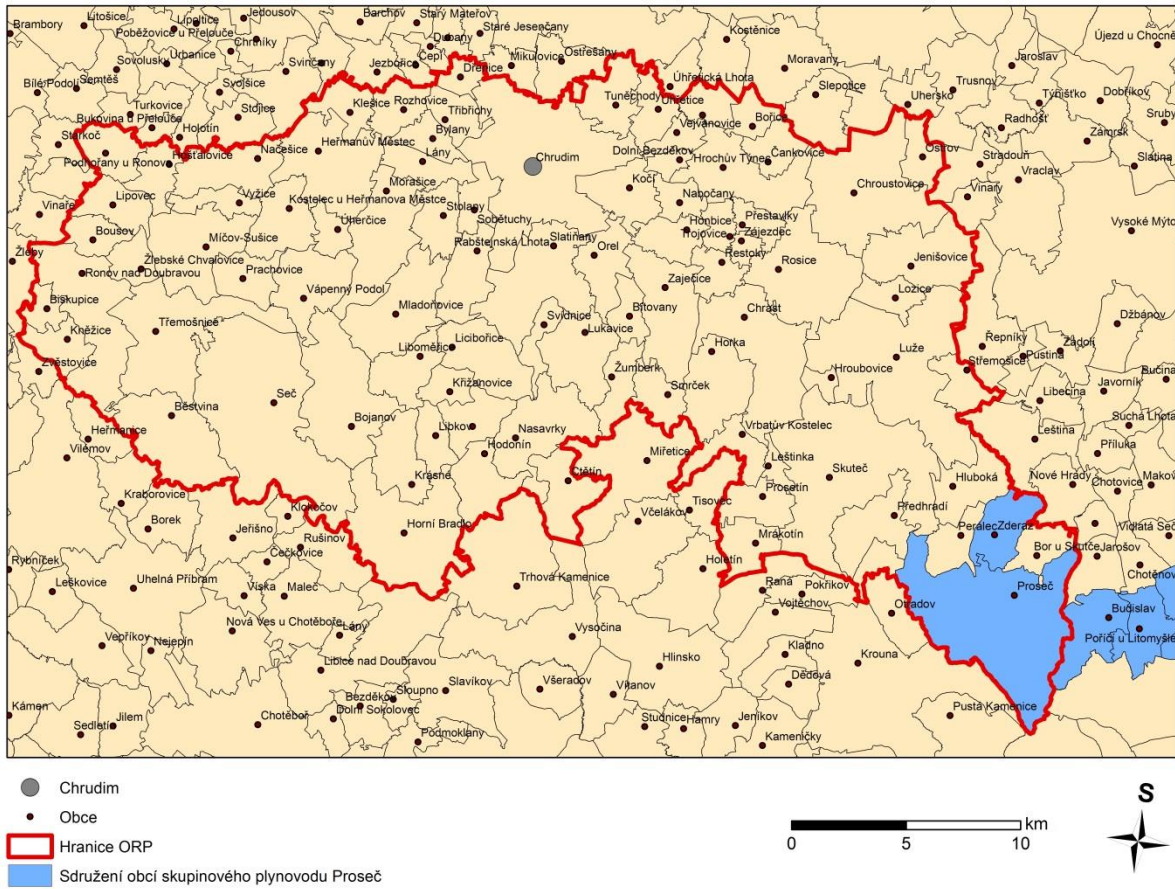 Brambory
Litošice
Lipoltice
Jedousov
Barchov
Starý Mateřov
Staré Jesenčany
Kostěnice
Újezd u Chocně
Poběžovice u Přelouče
Chrtníky
Dubany
Čepí
Mikulovice
Ostřešany
Moravany
Jaroslav
Sovolusky
Urbanice
Svinčany
Jezbořice
Dřenice
Bílé Podolí
Semtěš
Svojšice
Úhřetická Lhota
Slepotice
Trusnov
Týnišťko
Dobříkov
Turkovice
Stojice
Klešice
Rozhovice
Třibřichy
Tuněchody
Úhřetice
Uhersko
Sruby
Bukovina u Přelouče
Holotín
Bylany
Vejvanovice
Bořice
Radhošť
Zámrsk
Starkoč
Načešice
Heřmanův Městec
Dolní Bezděkov
Podhořany u Ronova
Hošťalovice
Lány
Chrudim
Hrochův Týnec
Čankovice
Ostrov
Stradouň
Slatina
Vraclav
Lipovec
Vyžice
Morašice
Kočí
Chroustovice
Vinary
Vinaře
Kostelec u Heřmanova Městce
Stolany
Nabočany
Sobětuchy
Bousov
Úherčice
Honbice
Přestavlky
Trojovice
Zájezdec
Vysoké Mýto
Míčov-Sušice
Rabštejnská Lhota
Slatiňany
Orel
Žleby
Žlebské Chvalovice
Řestoky
Rosice
Jenišovice
Ronov nad Doubravou
Prachovice
Zaječice
Vápenný Podol
Lozice
Biskupice
Mladoňovice
Bítovany
Chrast
Džbánov
Třemošnice
Svídnice
Lukavice
Kněžice
Licibořice
Řepníky
Liboměřice
Horka
Luže
Pustina
Žádolí
Zvěstovice
Žumberk
Hroubovice
Střemošice
Bučina
Křižanovice
Smrček
Libecina
Javorník
Seč
Běstvina
Suchá Lhota
Bojanov
Libkov
Nasavrky
Vrbatův Kostelec
Leština
Heřmanice
Hodonín
Příluka
Vilémov
Miřetice
Leštinka
Skuteč
Ctětín
Krásné
Prosetín
Hluboká
Nové Hrady
Chotovice
Makov
Kraborovice
Tisovec
Klokočov
Včelákov
Předhradí
Borek
Horní Bradlo
Vidlatá Seč
Jeřišno
Rušinov
Mrákotín
Perálec
Zderaz
Čečkovice
Bor u Skutče
Jarošov
Rybníček
Holetín
Chotěnov
Leškovice
Uhelná Příbram
Víska
Maleč
Trhová Kamenice
Raná
Pokřikov
Proseč
Vojtěchov
Otradov
Budislav
Nová Ves u Chotěboře
Lány
Vysočina
Poříčí u Litomyšle
Vepříkov
Nejepín
Kladno
Krouna
Libice nad Doubravou
Hlinsko
Dědová
Slavíkov
Všeradov
Vítanov
Bezděkov
Sloupno
Kámen
Dolní Sokolovec
Pustá Kamenice
Sedletín
Jilem
Chotěboř
Studnice
Hamry
Jeníkov
Podmoklany
Kameničky
Chrudim
Obce
Hranice ORP
Sdružení obcí skupinového plynovodu Proseč
km
0
5
10
S